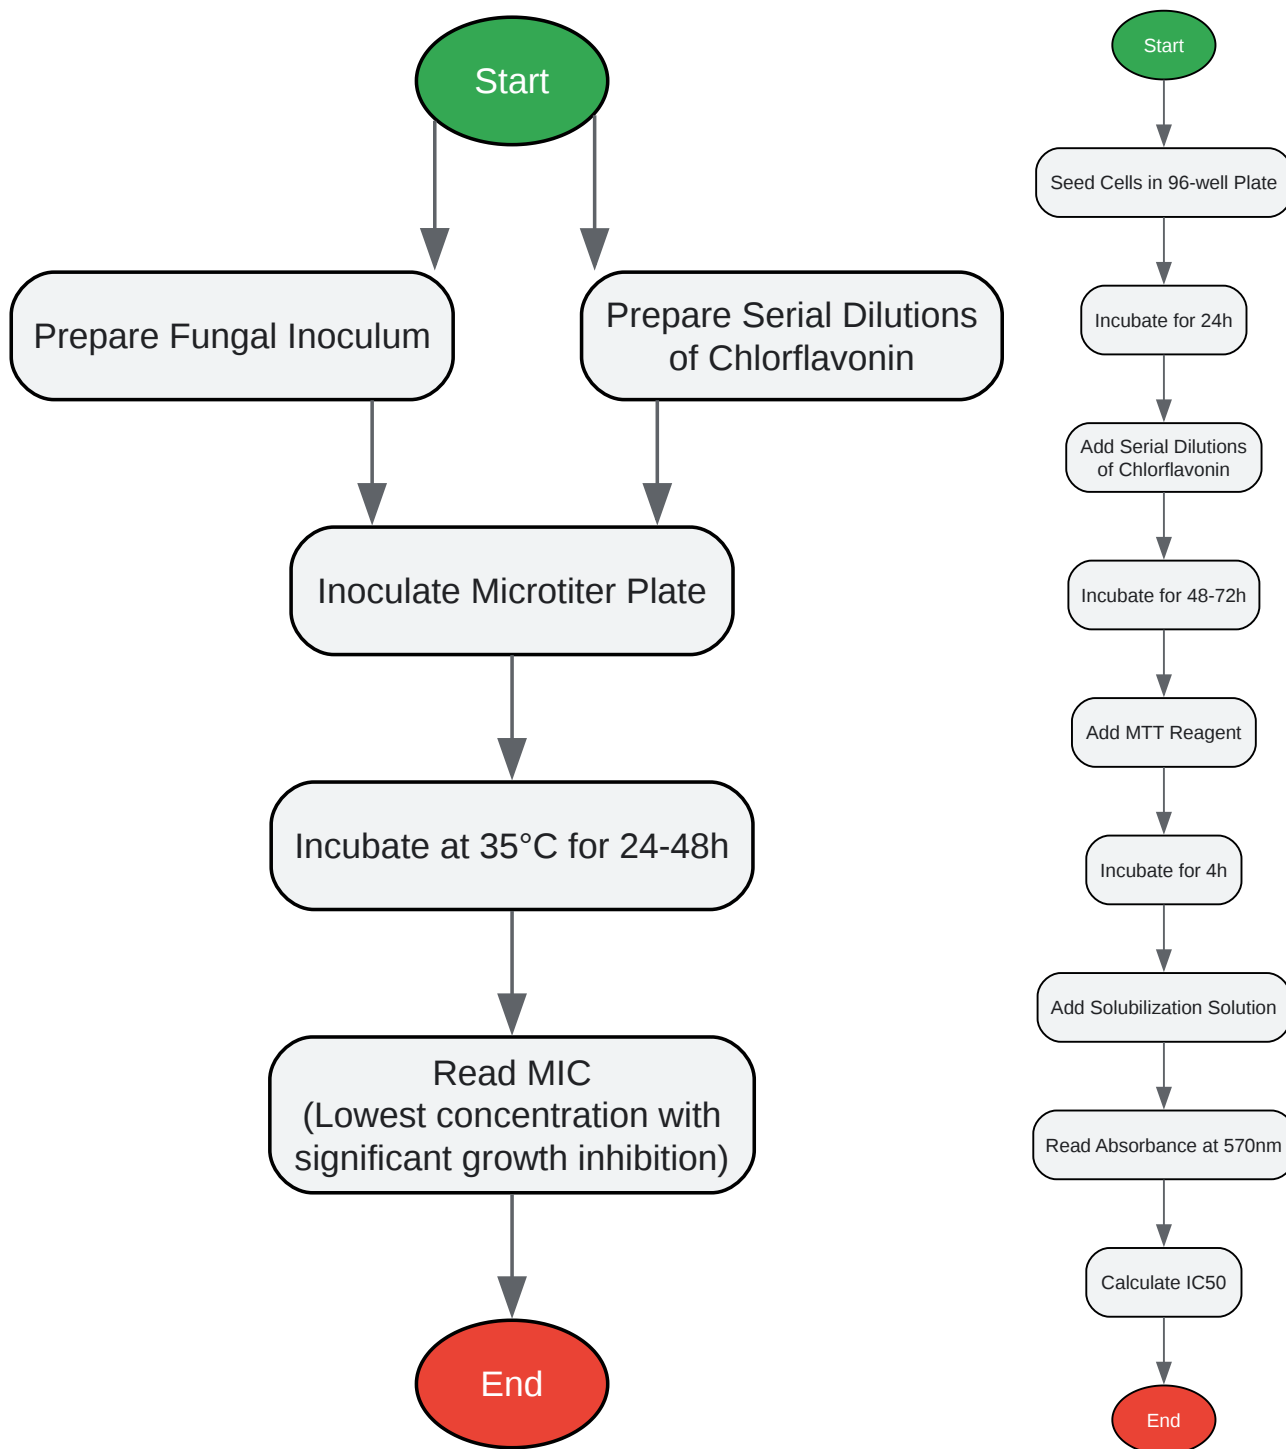 Start
Prepare Fungal Inoculum
Prepare Serial Dilutions
of Chlorflavonin
Inoculate Microtiter Plate
Incubate at 35°C for 24-48h
Read MIC
(Lowest concentration with
significant growth inhibition)
End
Start
Seed Cells in 96-well Plate
Incubate for 24h
Add Serial Dilutions
of Chlorflavonin
Incubate for 48-72h
Add MTT Reagent
Incubate for 4h
Add Solubilization Solution
Read Absorbance at 570nm
Calculate IC50
End